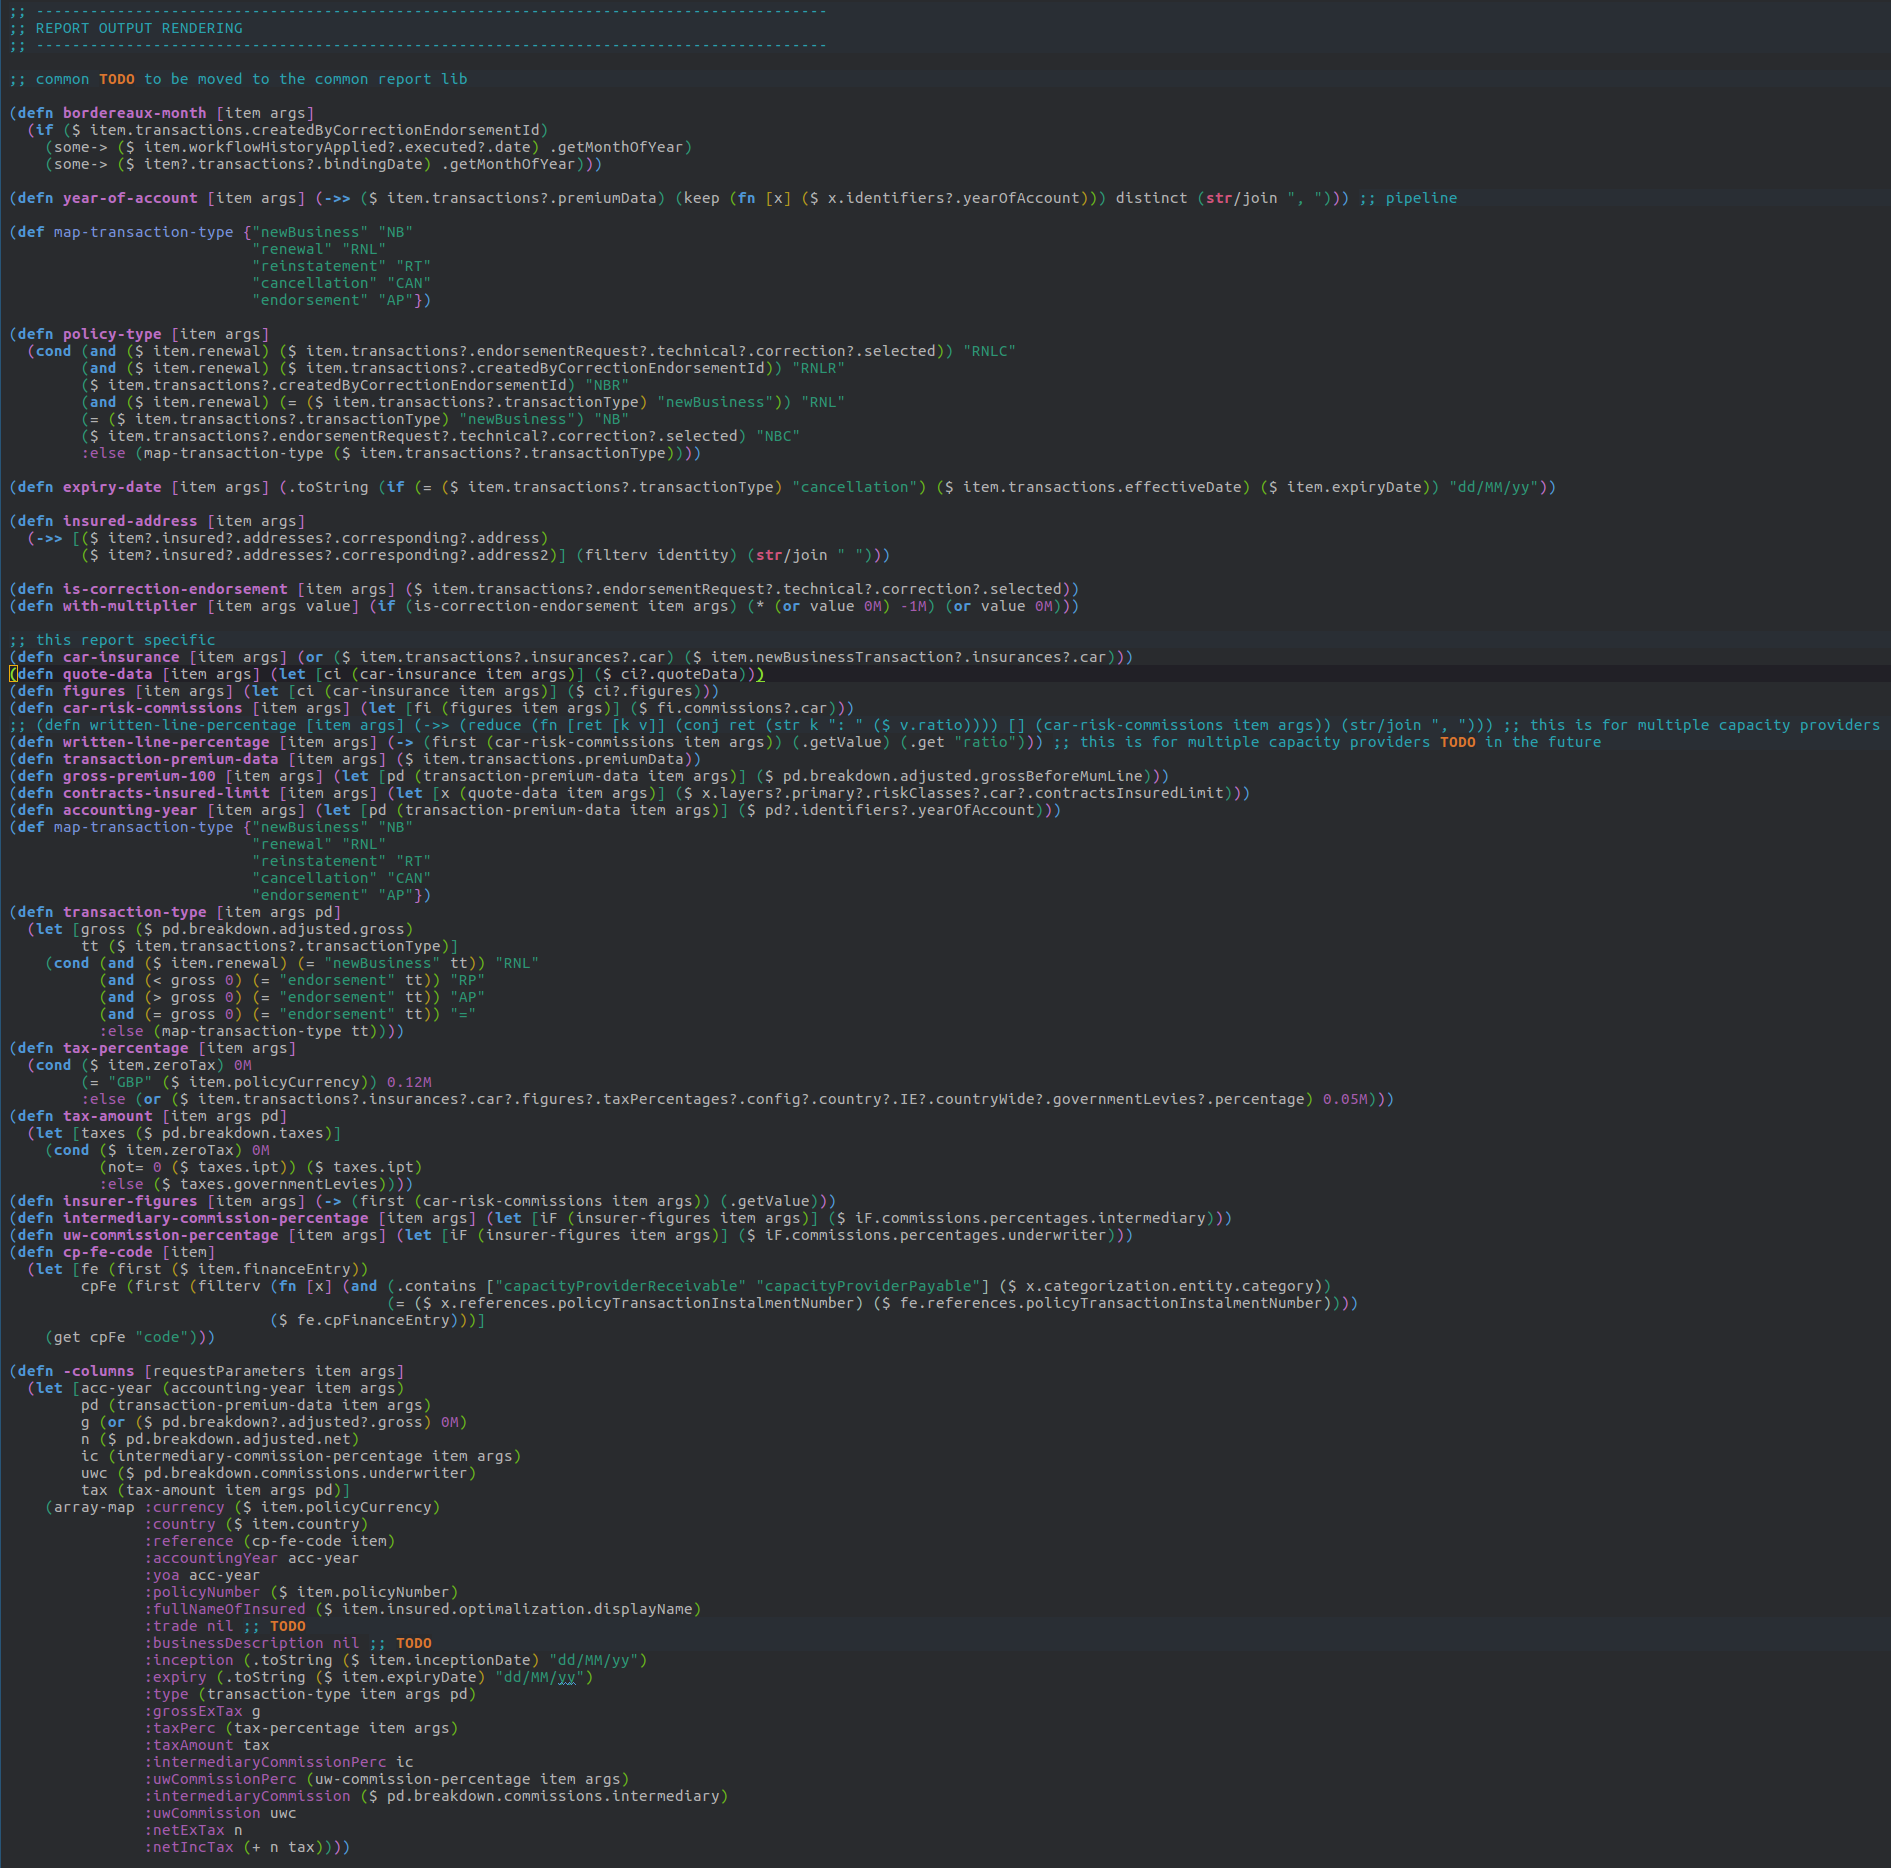 ;; ----------------------------------------------------------------------------------------
;; REPORT OUTPUT RENDERING
;; ----------------------------------------------------------------------------------------
;; common TODO to be moved to the common report lib
(defn bordereaux-month [item args]
  (if ($ item.transactions.createdByCorrectionEndorsementId)
    (some-> ($ item.workflowHistoryApplied?.executed?.date) .getMonthOfYear)
    (some-> ($ item?.transactions?.bindingDate) .getMonthOfYear)))
(defn year-of-account [item args] (->> ($ item.transactions?.premiumData) (keep (fn [x] ($ x.identifiers?.yearOfAccount))) distinct (str/join ", "))) ;; pipeline
(def map-transaction-type {"newBusiness" "NB"
                           "renewal" "RNL"
                           "reinstatement" "RT"
                           "cancellation" "CAN"
                           "endorsement" "AP"})
(defn policy-type [item args]
  (cond (and ($ item.renewal) ($ item.transactions?.endorsementRequest?.technical?.correction?.selected)) "RNLC"
        (and ($ item.renewal) ($ item.transactions?.createdByCorrectionEndorsementId)) "RNLR"
        ($ item.transactions?.createdByCorrectionEndorsementId) "NBR"
        (and ($ item.renewal) (= ($ item.transactions?.transactionType) "newBusiness")) "RNL"
        (= ($ item.transactions?.transactionType) "newBusiness") "NB"
        ($ item.transactions?.endorsementRequest?.technical?.correction?.selected) "NBC"
        :else (map-transaction-type ($ item.transactions?.transactionType))))
(defn expiry-date [item args] (.toString (if (= ($ item.transactions?.transactionType) "cancellation") ($ item.transactions.effectiveDate) ($ item.expiryDate)) "dd/MM/yy"))
(defn insured-address [item args]
  (->> [($ item?.insured?.addresses?.corresponding?.address)
        ($ item?.insured?.addresses?.corresponding?.address2)] (filterv identity) (str/join " ")))
(defn is-correction-endorsement [item args] ($ item.transactions?.endorsementRequest?.technical?.correction?.selected))
(defn with-multiplier [item args value] (if (is-correction-endorsement item args) (* (or value 0M) -1M) (or value 0M)))
;; this report specific
(defn car-insurance [item args] (or ($ item.transactions?.insurances?.car) ($ item.newBusinessTransaction?.insurances?.car)))
(defn quote-data [item args] (let [ci (car-insurance item args)] ($ ci?.quoteData)))
(defn figures [item args] (let [ci (car-insurance item args)] ($ ci?.figures)))
(defn car-risk-commissions [item args] (let [fi (figures item args)] ($ fi.commissions?.car)))
;; (defn written-line-percentage [item args] (->> (reduce (fn [ret [k v]] (conj ret (str k ": " ($ v.ratio)))) [] (car-risk-commissions item args)) (str/join ", "))) ;; this is for multiple capacity providers
(defn written-line-percentage [item args] (-> (first (car-risk-commissions item args)) (.getValue) (.get "ratio"))) ;; this is for multiple capacity providers TODO in the future
(defn transaction-premium-data [item args] ($ item.transactions.premiumData))
(defn gross-premium-100 [item args] (let [pd (transaction-premium-data item args)] ($ pd.breakdown.adjusted.grossBeforeMumLine)))
(defn contracts-insured-limit [item args] (let [x (quote-data item args)] ($ x.layers?.primary?.riskClasses?.car?.contractsInsuredLimit)))
(defn accounting-year [item args] (let [pd (transaction-premium-data item args)] ($ pd?.identifiers?.yearOfAccount)))
(def map-transaction-type {"newBusiness" "NB"
                           "renewal" "RNL"
                           "reinstatement" "RT"
                           "cancellation" "CAN"
                           "endorsement" "AP"})
(defn transaction-type [item args pd]
  (let [gross ($ pd.breakdown.adjusted.gross)
        tt ($ item.transactions?.transactionType)]
    (cond (and ($ item.renewal) (= "newBusiness" tt)) "RNL"
          (and (< gross 0) (= "endorsement" tt)) "RP"
          (and (> gross 0) (= "endorsement" tt)) "AP"
          (and (= gross 0) (= "endorsement" tt)) "="
          :else (map-transaction-type tt))))
(defn tax-percentage [item args]
  (cond ($ item.zeroTax) 0M
        (= "GBP" ($ item.policyCurrency)) 0.12M
        :else (or ($ item.transactions?.insurances?.car?.figures?.taxPercentages?.config?.country?.IE?.countryWide?.governmentLevies?.percentage) 0.05M)))
(defn tax-amount [item args pd]
  (let [taxes ($ pd.breakdown.taxes)]
    (cond ($ item.zeroTax) 0M
          (not= 0 ($ taxes.ipt)) ($ taxes.ipt)
          :else ($ taxes.governmentLevies))))
(defn insurer-figures [item args] (-> (first (car-risk-commissions item args)) (.getValue)))
(defn intermediary-commission-percentage [item args] (let [iF (insurer-figures item args)] ($ iF.commissions.percentages.intermediary)))
(defn uw-commission-percentage [item args] (let [iF (insurer-figures item args)] ($ iF.commissions.percentages.underwriter)))
(defn cp-fe-code [item]
  (let [fe (first ($ item.financeEntry))
        cpFe (first (filterv (fn [x] (and (.contains ["capacityProviderReceivable" "capacityProviderPayable"] ($ x.categorization.entity.category))
                                          (= ($ x.references.policyTransactionInstalmentNumber) ($ fe.references.policyTransactionInstalmentNumber))))
                             ($ fe.cpFinanceEntry)))]
    (get cpFe "code")))
(defn -columns [requestParameters item args]
  (let [acc-year (accounting-year item args)
        pd (transaction-premium-data item args)
        g (or ($ pd.breakdown?.adjusted?.gross) 0M)
        n ($ pd.breakdown.adjusted.net)
        ic (intermediary-commission-percentage item args)
        uwc ($ pd.breakdown.commissions.underwriter)
        tax (tax-amount item args pd)]
    (array-map :currency ($ item.policyCurrency)
               :country ($ item.country)
               :reference (cp-fe-code item)
               :accountingYear acc-year
               :yoa acc-year
               :policyNumber ($ item.policyNumber)
               :fullNameOfInsured ($ item.insured.optimalization.displayName)
               :trade nil ;; TODO
               :businessDescription nil ;; TODO
               :inception (.toString ($ item.inceptionDate) "dd/MM/yy")
               :expiry (.toString ($ item.expiryDate) "dd/MM/yy")
               :type (transaction-type item args pd)
               :grossExTax g
               :taxPerc (tax-percentage item args)
               :taxAmount tax
               :intermediaryCommissionPerc ic
               :uwCommissionPerc (uw-commission-percentage item args)
               :intermediaryCommission ($ pd.breakdown.commissions.intermediary)
               :uwCommission uwc
               :netExTax n
               :netIncTax (+ n tax))))